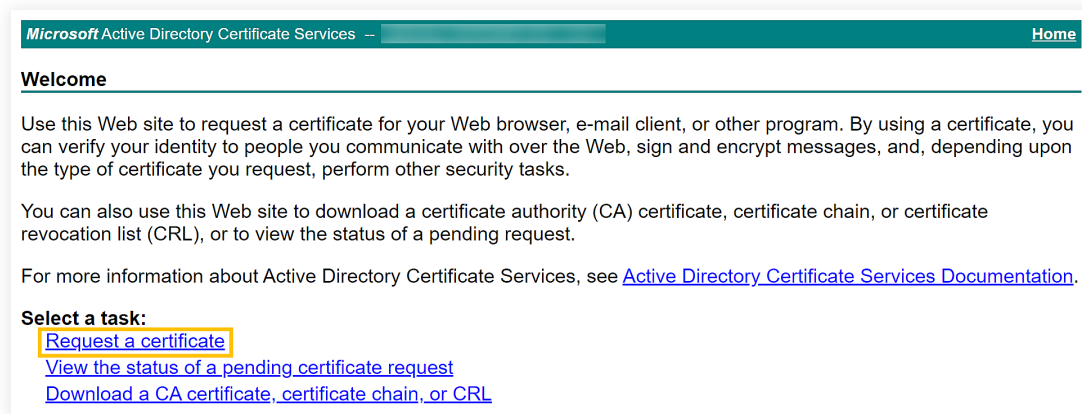 Microsoft Active Directory Certificate Services -- Home
Welcome
Use this Web site to request a certificate for your Web browser, e-mail client, or other program. By using a certificate, you
can verify your identity to people you communicate with over the Web, sign and encrypt messages, and, depending upon
the type of certificate you request, perform other security tasks.
You can also use this Web site to download a certificate authority (CA) certificate, certificate chain, or certificate
revocation list (CRL), or to view the status of a pending request.
For more information about Active Directory Certificate Services, see Active Directory Certificate Services Documentation.
Select a task:
Request a certificate
View the status of a pending certificate request
Download a CA certificate, certificate chain, or CRL